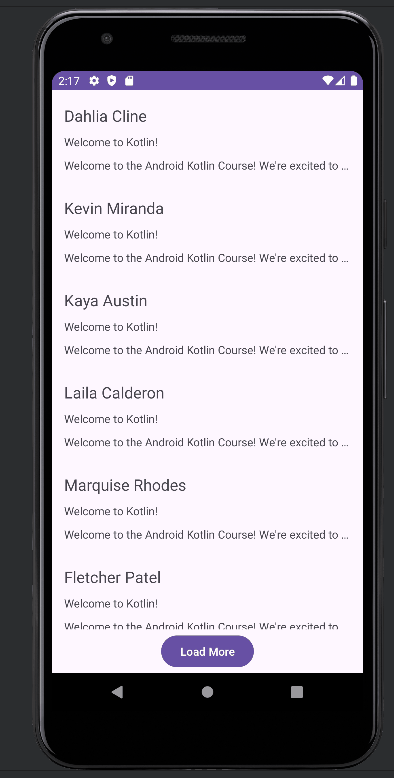 2:17
Dahlia Cline
Welcome to Kotlin!
Welcome to the Android Kotlin Course! We're excited to ...
Kevin Miranda
Welcome to Kotlin!
Welcome to the Android Kotlin Course! We're excited to ...
Kaya Austin
Welcome to Kotlin!
Welcome to the Android Kotlin Course! We're excited to ...
Laila Calderon
Welcome to Kotlin!
Welcome to the Android Kotlin Course! We're excited to ...
Marquise Rhodes
Welcome to Kotlin!
Welcome to the Android Kotlin Course! We're excited to ...
Fletcher Patel
Welcome to Kotlin!
Welcome to the Android Kotlin Course! We're excited to
Load More